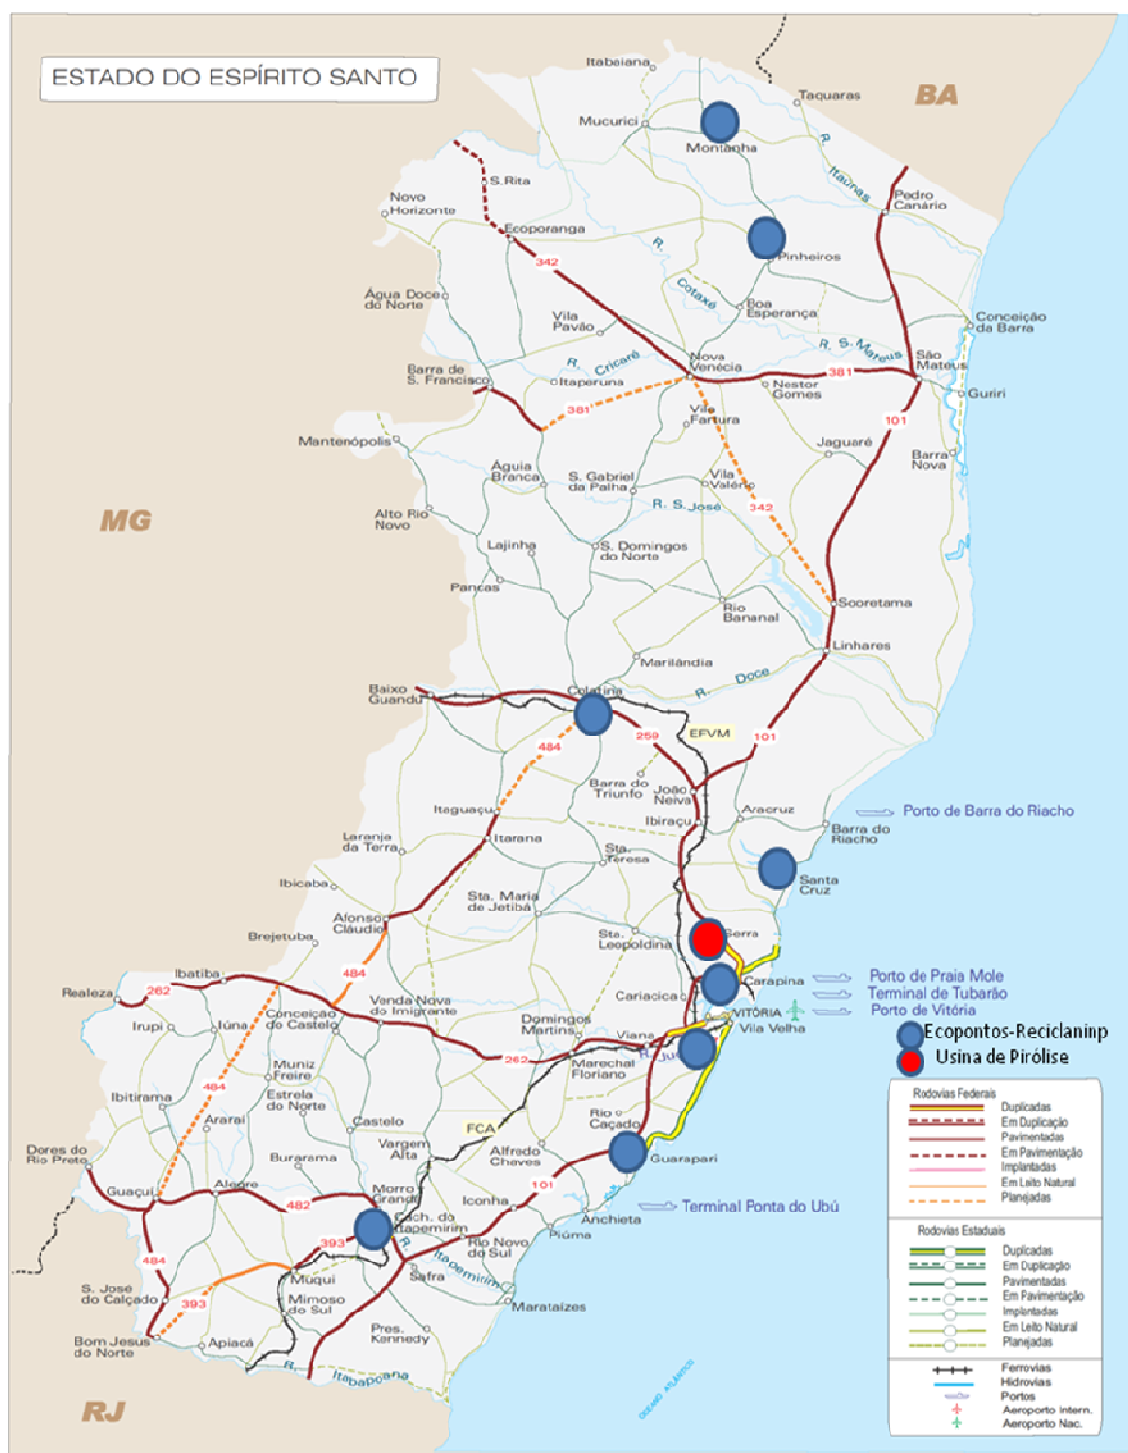 ESTADO DO ESPÍRITO SANTO
Itabaiana
Taquaras
BA
Mucurici
Montanha
R. Itaúnas
S.Rita
Novo
Horizonte
Pedro
Canário
Ecoporanga
342
R. Cotaxé
Pinheiros
Água Doce
do Norte
Boa
Esperança
Vila
Pavão
Conceição
da Barra
R. S. Mateus
R. Cricaré
Nova
Venécia
São
Mateus
Barra de
S. Francisco
Itaperuna
381
381
Nestor
Gomes
Guriri
Vila
Fartura
101
Mantenópolis
Jaguaré
Barra
Nova
Águia
Branca
S. Gabriel
da Palha
Vila
Valério
MG
Alto Rio
Novo
R. S. José
342
Lajinha
S. Domingos
do Norte
Pancas
Rio
Bananal
Sooretama
Linhares
Marilândia
R. Doce
Baixo
Guandu
Colatina
484
259
EFVM
101
Barra do
Triunfo
João
Neiva
Itaguaçu
Ibiraçu
Aracruz
Porto de Barra do Riacho
Barra do
Riacho
Laranja
da Terra
Itarana
Sta.
Teresa
Ibicaba
Santa
Cruz
Sta. Maria
de Jetibá
Afonso
Cláudio
Brejetuba
Sta.
Leopoldina
Serra
484
Ibatiba
Carapina
Porto de Praia Mole
Realeza
262
Cariacica
Terminal de Tubarão
Venda Nova
do Imigrante
Conceição
do Castelo
VITÓRIA
Porto de Vitória
Irupi
Iúna
Domingos
Martins
Viana
Vila Velha
Ecopontos-Reciclaninp
262
R. Juc
Usina de Pirólise
Muniz
Freire
Marechal
Floriano
484
Ibitirama
Estrela
do Norte
Rio
Caçado
Araraí
Castelo
FCA
Vargem
Alta
Alfredo
Chaves
Dores do
Rio Preto
Burarama
Guarapari
Guaçuí
Alegre
Morro
Grande
101
482
Iconha
Terminal Ponta do Ubú
Anchieta
Cach. do
Itapemirim
Piúma
393
Rio Novo
do Sul
484
R. Itapemirim
Muqui
Safra
S. José
do Calçado
393
Mimoso
do Sul
Marataízes
Pres.
Kennedy
Bom Jesus
do Norte
Apiacá
R. Itabapoana
RJ
OCEANO ATLÂNTICO
Rodovias Federais
Duplicadas
Em Duplicação
Pavimentadas
Em Pavimentação
Implantadas
Em Leito Natural
Planejadas
Rodovias Estaduais
Duplicadas
Em Duplicação
Pavimentadas
Em Pavimentação
Implantadas
Em Leito Natural
Planejadas
Ferrovias
Hidrovias
Portos
Aeroporto Intern.
Aeroporto Nac.